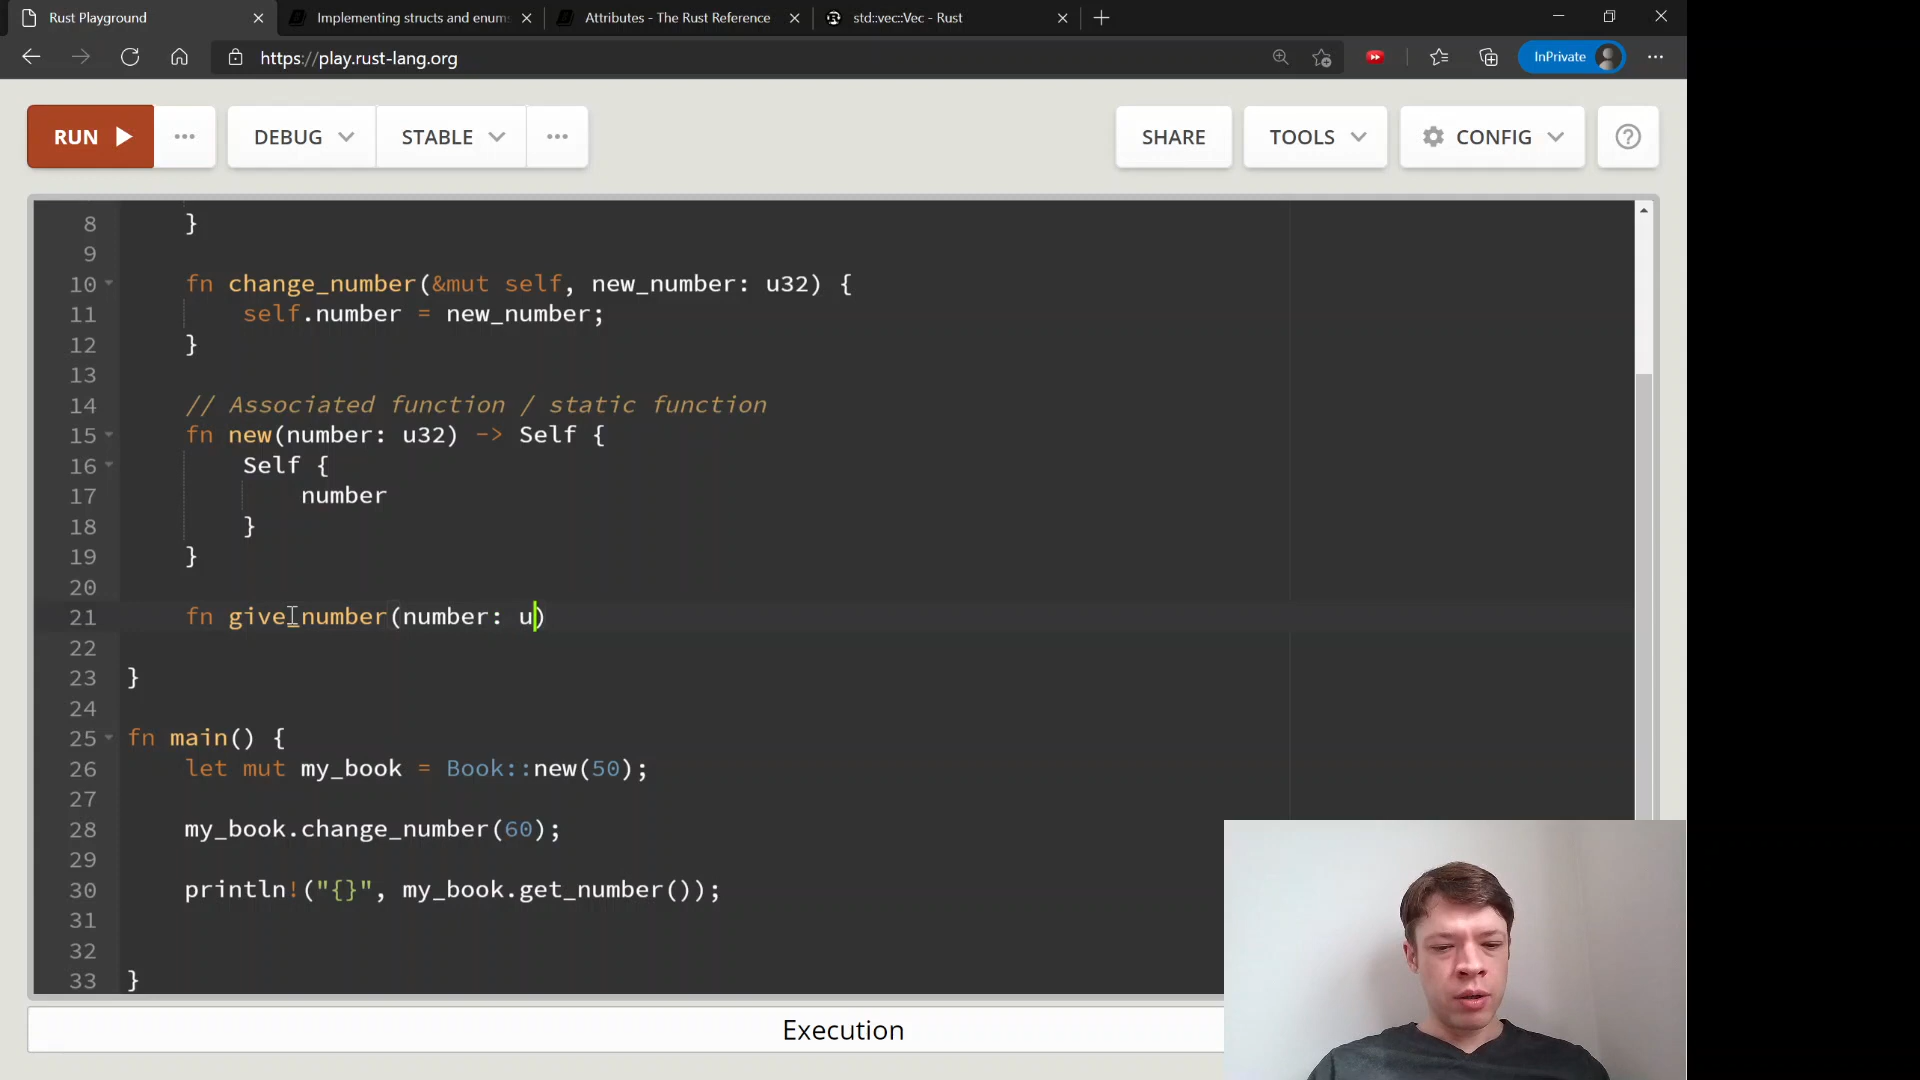 Rust Playground
Implementing structs and enums
Attributes - The Rust Reference
std::vec::Vec - Rust
https://play.rust-lang.org
InPrivate
RUN
DEBUG
STABLE
SHARE
TOOLS
CONFIG
8 }
9
10 fn change_number(&mut self, new_number: u32) {
11 self.number = new_number;
12 }
13
14 // Associated function / static function
15 fn new(number: u32) -> Self {
16 Self {
17 number
18 }
19 }
20
21 fn give_number(number: u)
22
23 }
24
25 fn main() {
26 let mut my_book = Book::new(50);
27
28 my_book.change_number(60);
29
30 println!("{}", my_book.get_number());
31
32
33 }
Execution